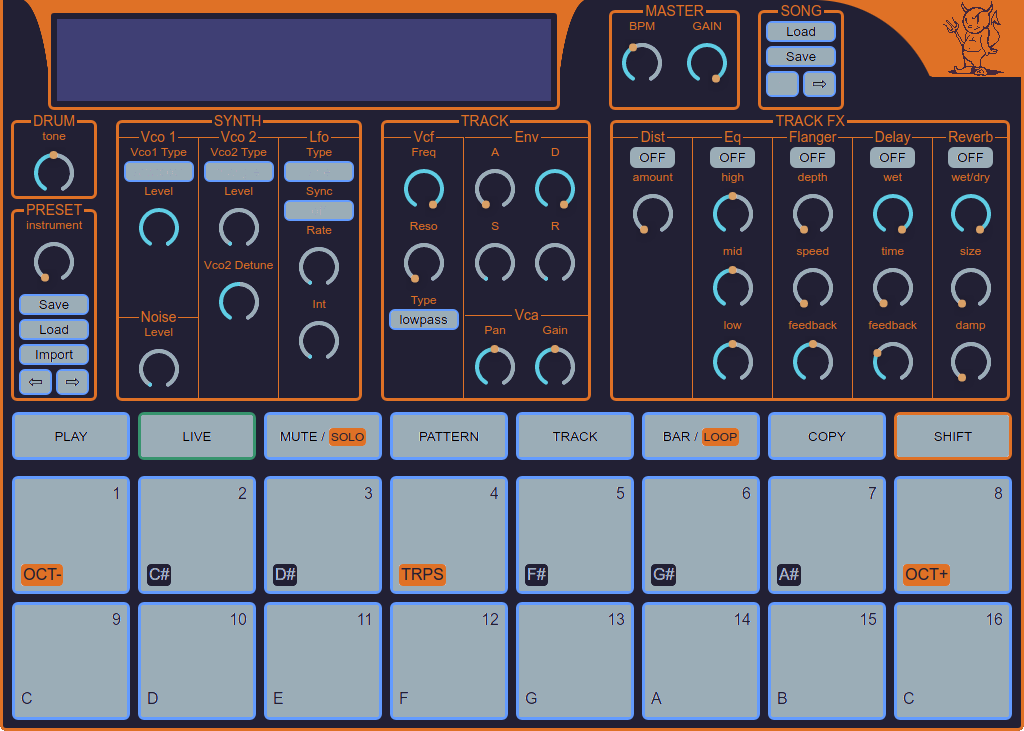 MASTER
BPM GAIN
SONG
Load
Save
⇨
DRUM
tone
PRESET
instrument
Save
Load
Import
⇦ ⇨
SYNTH
Vco 1 Vco 2 Lfo
Vco1 Type Vco2 Type Type
Level Level Sync
Rate
Vco2 Detune
Int
Noise
Level
TRACK
Vcf Env
Freq A D
Reso S R
Type
lowpass
Vca
Pan Gain
TRACK FX
Dist Eq Flanger Delay Reverb
OFF OFF OFF OFF OFF
amount high depth wet wet/dry
mid speed time size
low feedback feedback damp
PLAY LIVE MUTE / SOLO PATTERN TRACK BAR / LOOP COPY SHIFT
1 2 3 4 5 6 7 8
OCT- C# D# TRPS F# G# A# OCT+
9 10 11 12 13 14 15 16
C D E F G A B C